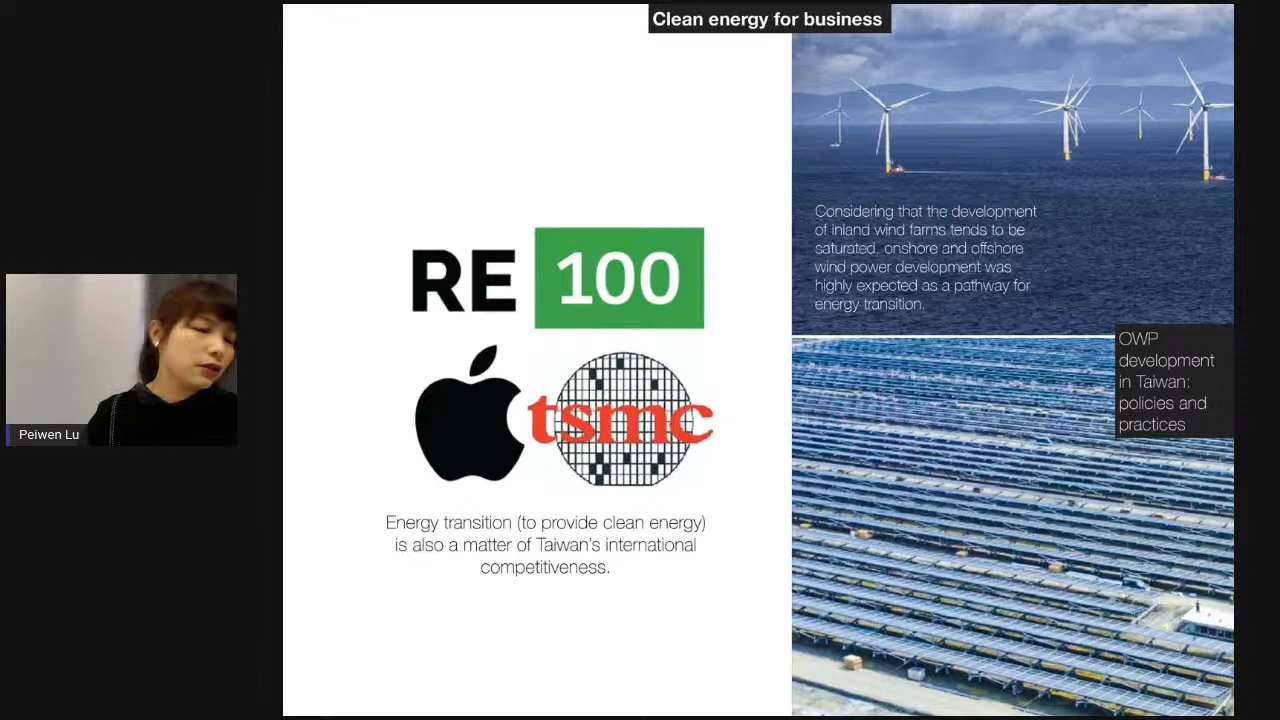 Clean energy for business
Considering that the development
of inland wind farms tends to be
saturated, onshore and offshore
wind power development was
highly expected as a pathway for
energy transition.
RE 100
tsmc
OWP
development
in Taiwan:
policies and
practices
Peiwen Lu
Energy transition (to provide clean energy)
is also a matter of Taiwan's international
competitiveness.